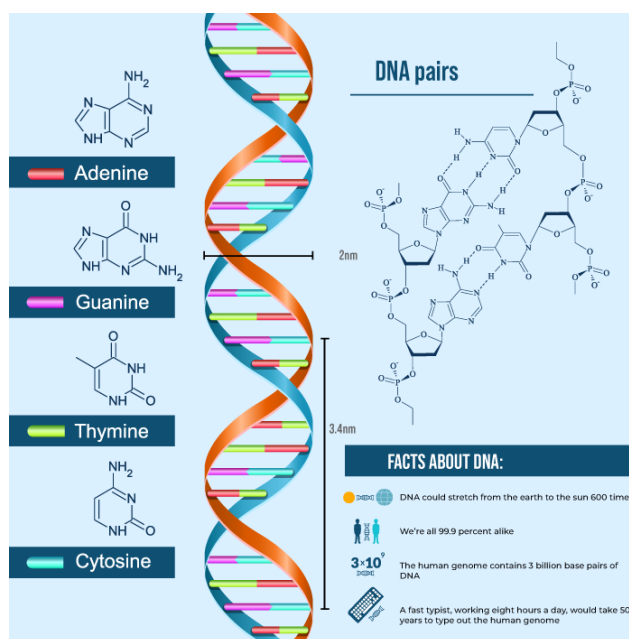 DNA pairs
NH₂
N
N
9HN
N
Adenine
O
N
NH
9HN
N
NH₂
Guanine
O
NH
NH
O
Thymine
NH₂
N
NH
O
Cytosine
2nm
3.4nm
FACTS ABOUT DNA:
DNA could stretch from the earth to the sun 600 time
We're all 99.9 percent alike
3×10⁹
The human genome contains 3 billion base pairs of
DNA
A fast typist, working eight hours a day, would take 50
years to type out the human genome